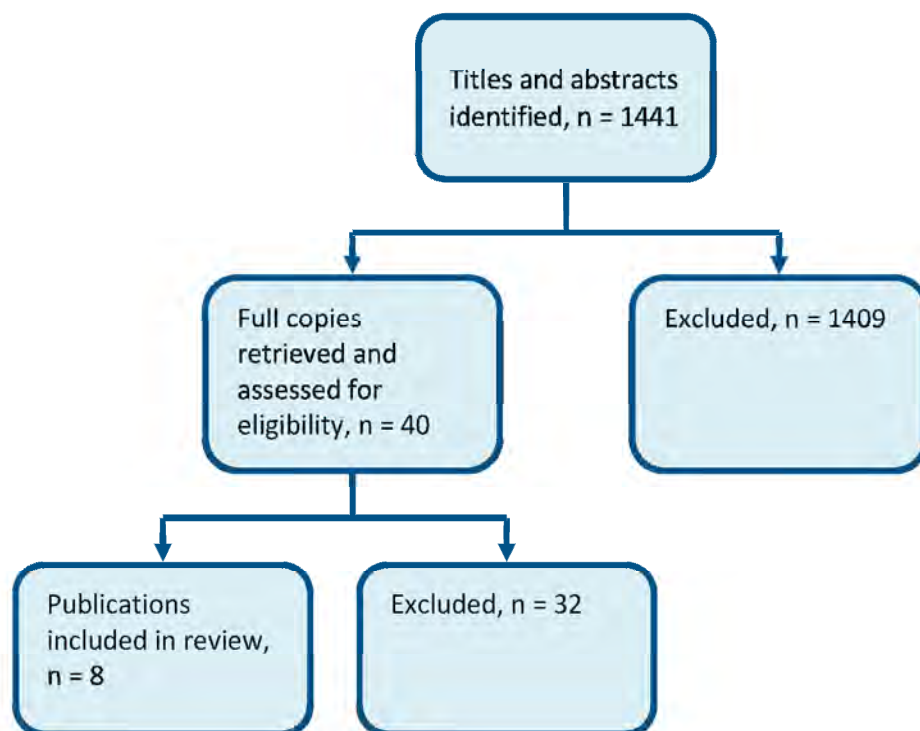 Titles and abstracts
identified, n = 1441
Full copies
retrieved and
assessed for
eligibility, n = 40
Excluded, n = 1409
Publications
included in review,
n = 8
Excluded, n = 32